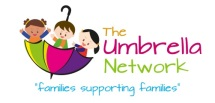 The
Umbrella
Network
"families supporting families"